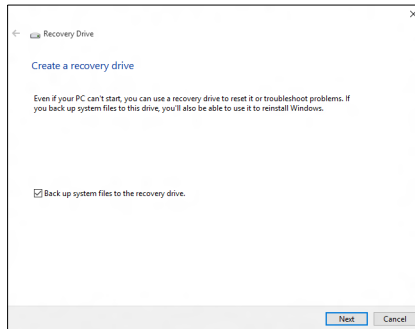 Recovery Drive
Create a recovery drive
Even if your PC can't start, you can use a recovery drive to reset it or troubleshoot problems. If
you back up system files to this drive, you'll also be able to use it to reinstall Windows.
Back up system files to the recovery drive.
Next Cancel